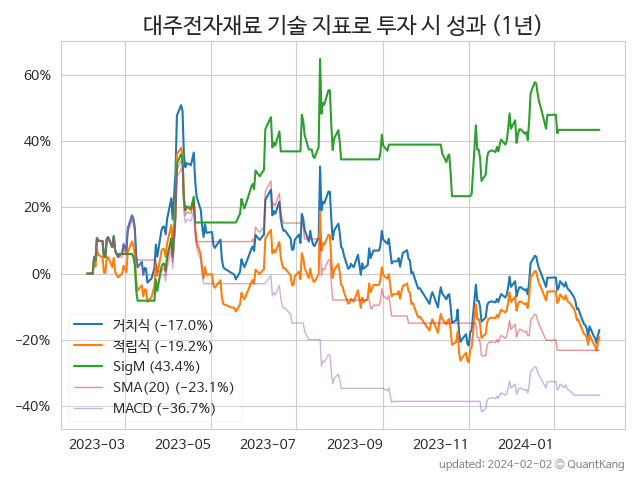 대주전자재료 기술 지표로 투자 시 성과 (1년)
60%
40%
20%
0%
−20%
−40%
거치식 (−17.0%)
적립식 (−19.2%)
SigM (43.4%)
SMA(20) (−23.1%)
MACD (−36.7%)
2023−03
2023−05
2023−07
2023−09
2023−11
2024−01
updated: 2024−02−02 © QuantKang